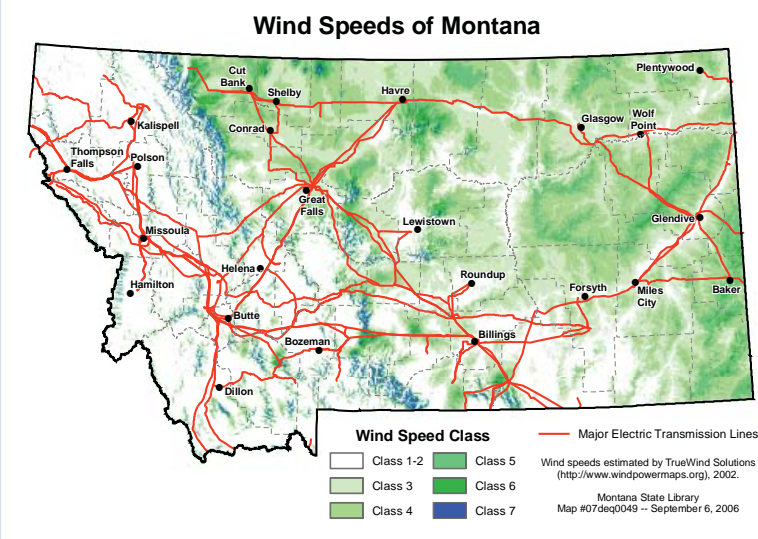 Wind Speeds of Montana
Cut
Bank
Shelby
Havre
Plentywood
Kalispell
Conrad
Glasgow
Wolf
Point
Thompson
Falls
Polson
Great
Falls
Lewistown
Glendive
Missoula
Helena
Roundup
Hamilton
Forsyth
Miles
City
Baker
Butte
Bozeman
Billings
Dillon
Wind Speed Class
Class 1-2
Class 5
Class 3
Class 6
Class 4
Class 7
Major Electric Transmission Lines
Wind speeds estimated by TrueWind Solutions
(http://www.windpowermaps.org), 2002.
Montana State Library
Map #07deq0049 -- September 6, 2006